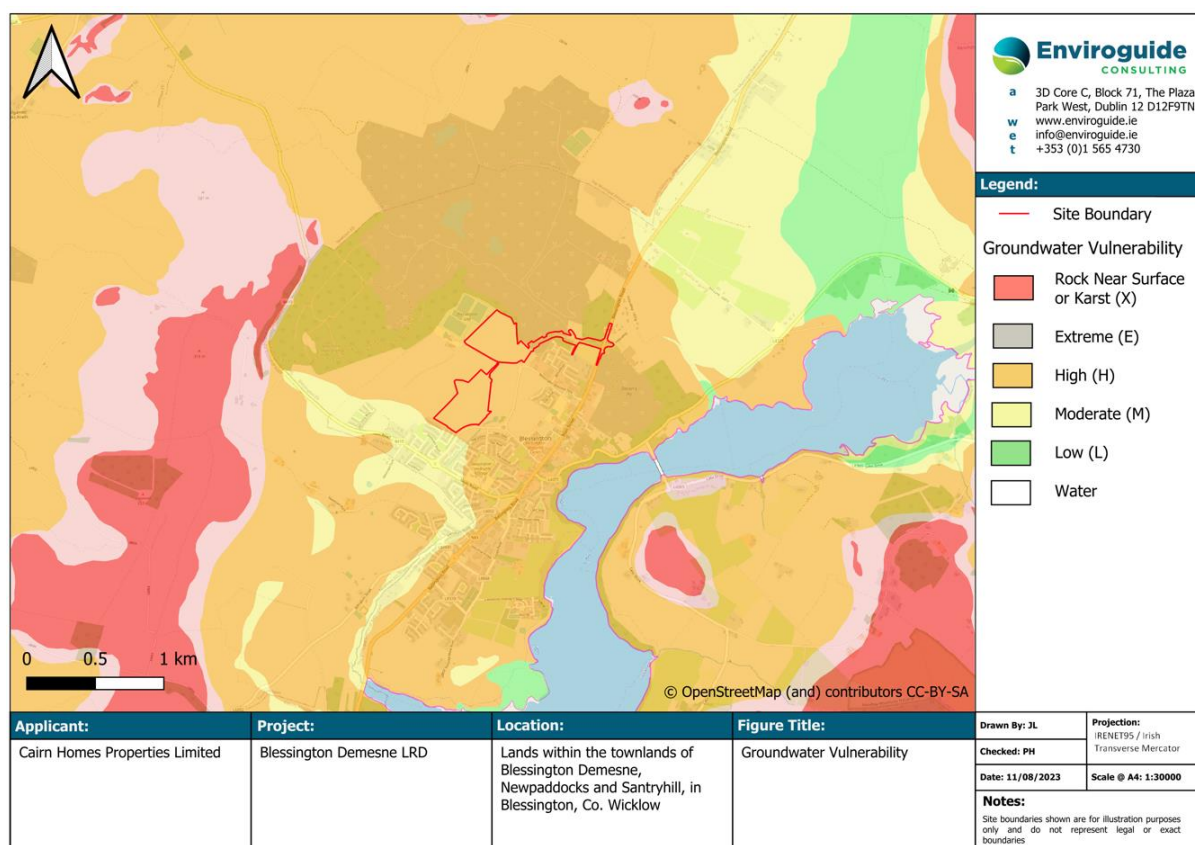 Enviroguide
CONSULTING
a 3D Core C, Block 71, The Plaza,
Park West, Dublin 12 D12F9TN
w www.enviroguide.ie
e info@enviroguide.ie
t +353 (0)1 565 4730
Legend:
Site Boundary
Groundwater Vulnerability
Rock Near Surface
or Karst (X)
Extreme (E)
High (H)
Moderate (M)
Low (L)
Water
Blessington
0 0.5 1 km
© OpenStreetMap (and) contributors CC-BY-SA
Applicant:
Cairn Homes Properties Limited
Project:
Blessington Demesne LRD
Location:
Lands within the townlands of
Blessington Demesne,
Newpaddocks and Santryhill, in
Blessington, Co. Wicklow
Figure Title:
Groundwater Vulnerability
Drawn By: JL
Projection:
IRENET95 / Irish
Transverse Mercator
Checked: PH
Date: 11/08/2023
Scale @ A4: 1:30000
Notes:
Site boundaries shown are for illustration purposes
only and do not represent legal or exact
boundaries